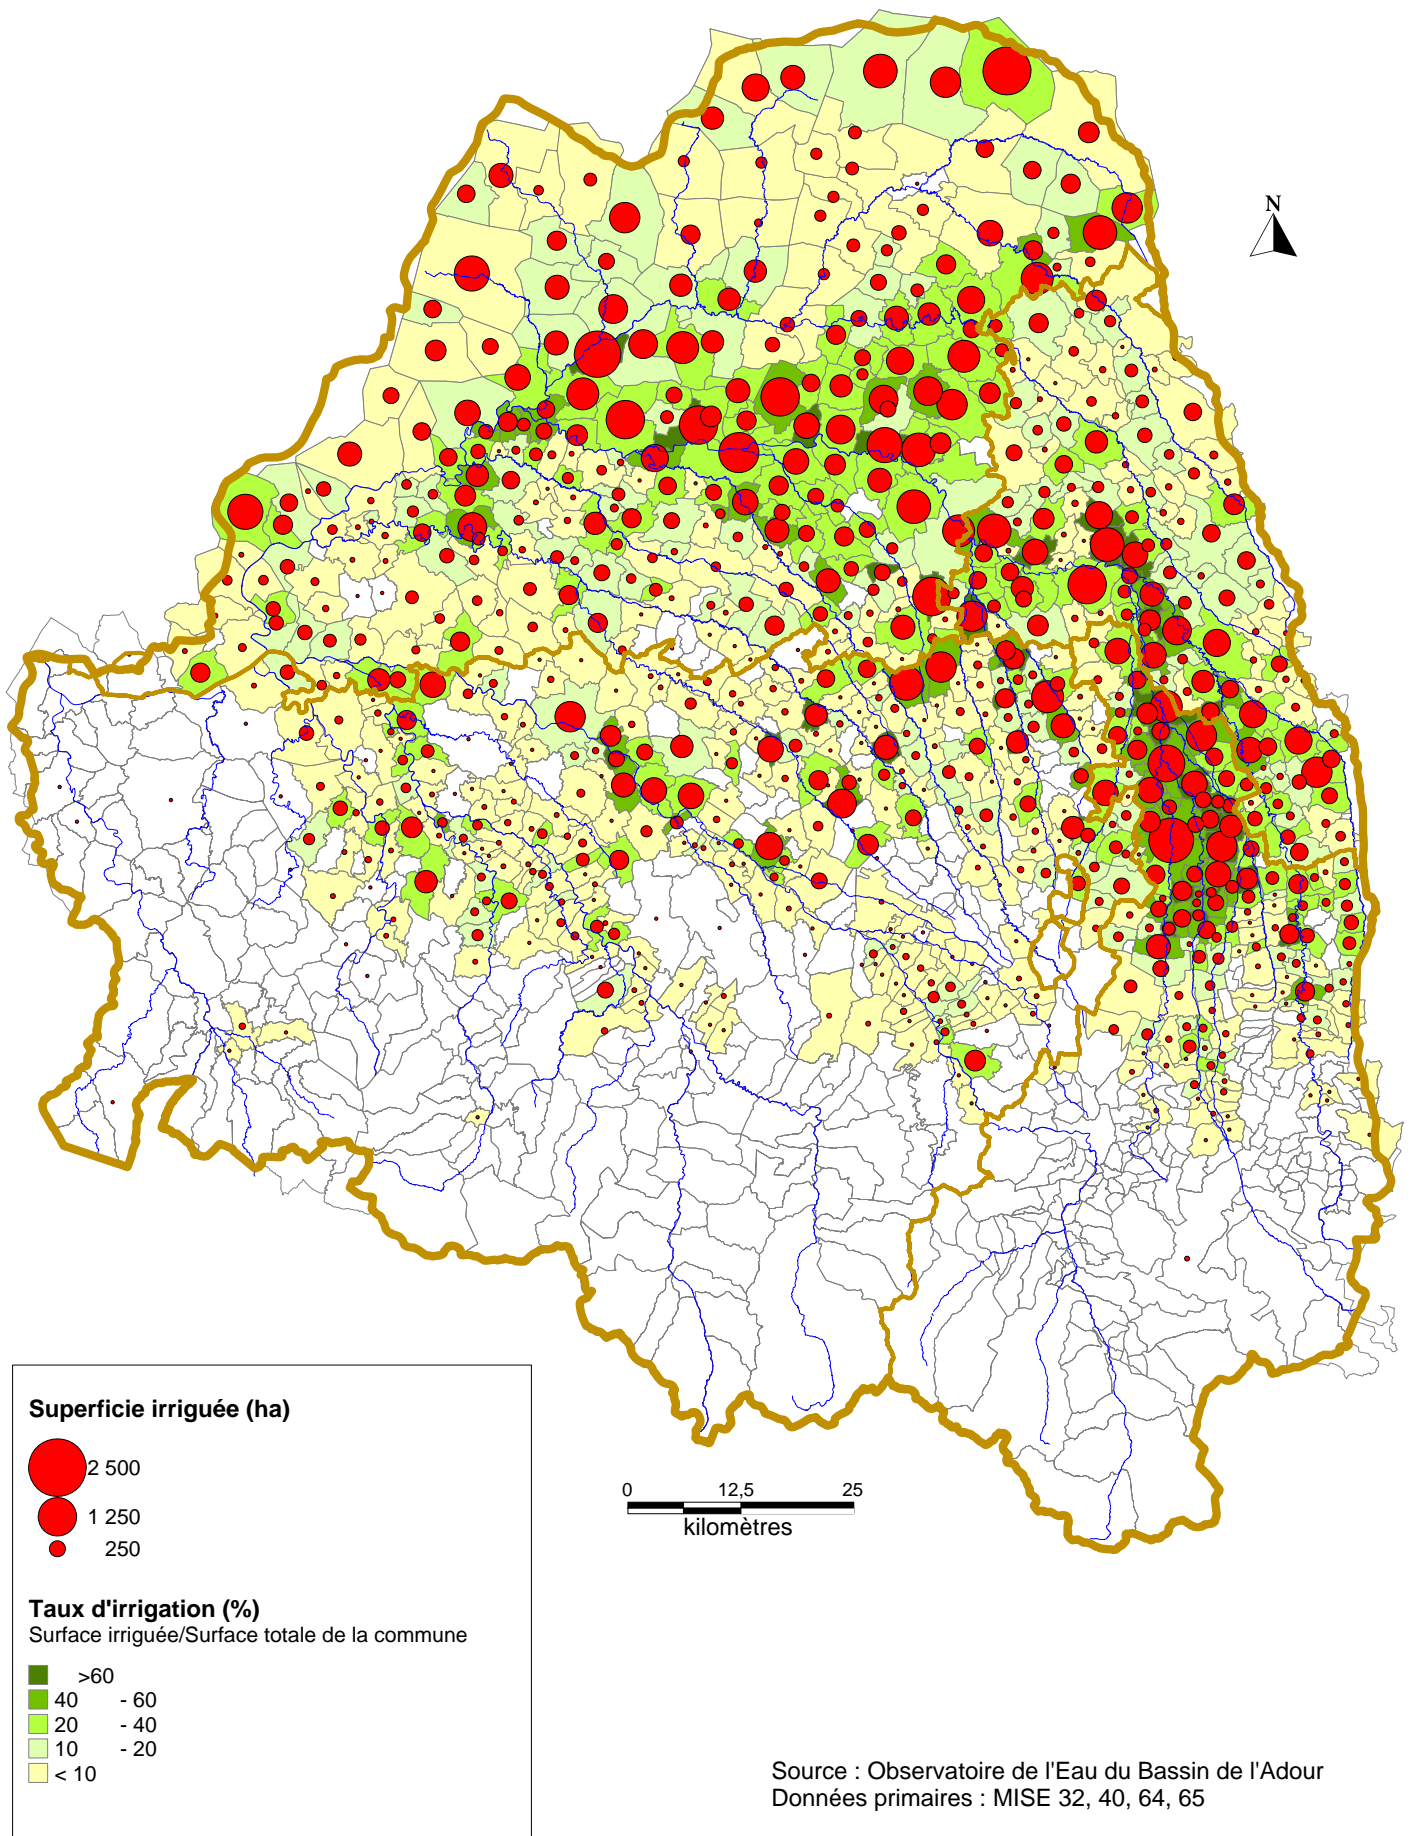 N
Superficie irriguée (ha)
2 500
1 250
250
0 12,5 25
kilomètres
Taux d'irrigation (%)
Surface irriguée/Surface totale de la commune
>60
40 - 60
20 - 40
10 - 20
< 10
Source : Observatoire de l'Eau du Bassin de l'Adour
Données primaires : MISE 32, 40, 64, 65